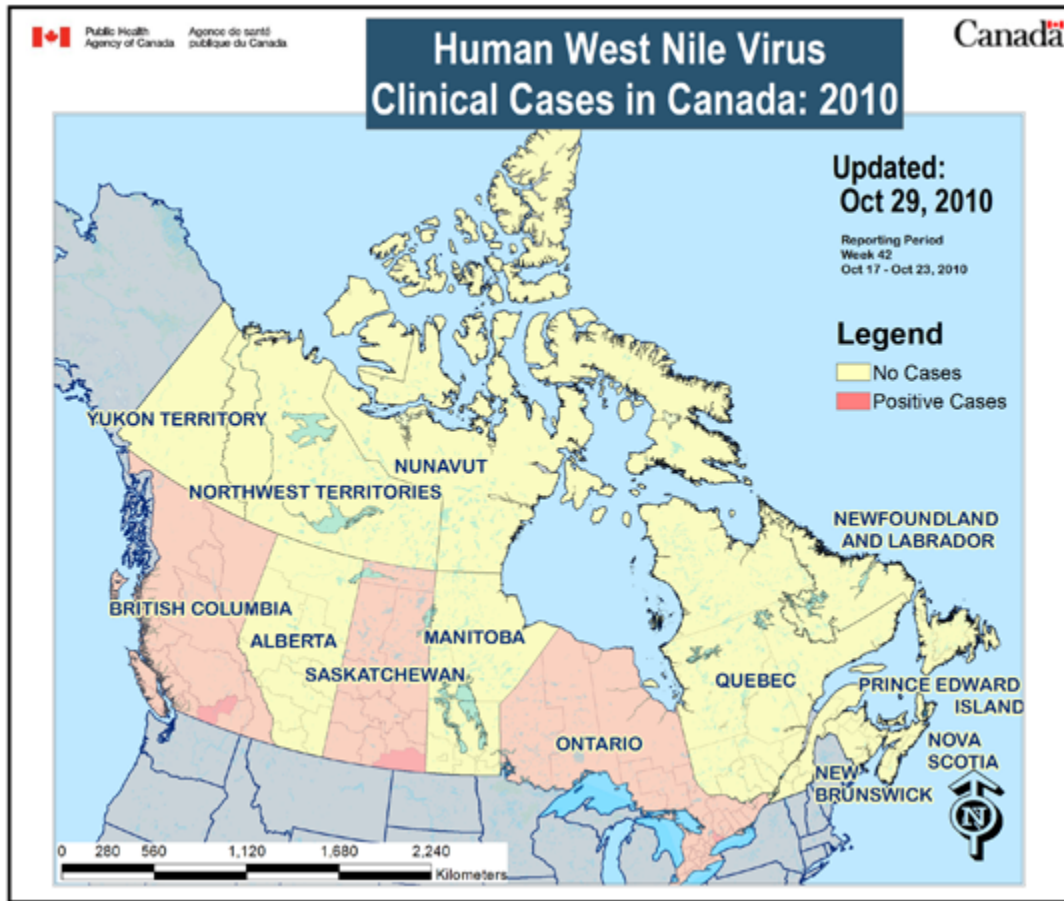 Public Health
Agency of Canada
Agence de santé
publique du Canada
Canada
Human West Nile Virus
Clinical Cases in Canada: 2010
Updated:
Oct 29, 2010
Reporting Period
Week 42
Oct 17 - Oct 23, 2010
Legend
No Cases
Positive Cases
YUKON TERRITORY
NUNAVUT
NORTHWEST TERRITORIES
NEWFOUNDLAND
AND LABRADOR
BRITISH COLUMBIA
ALBERTA
MANITOBA
SASKATCHEWAN
QUEBEC
PRINCE EDWARD
ISLAND
ONTARIO
NOVA
SCOTIA
NEW
BRUNSWICK
N
0 280 560 1,120 1,680 2,240
Kilometers